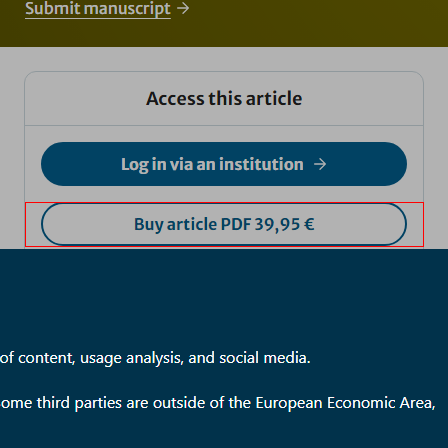 Submit manuscript →
Access this article
Log in via an institution →
Buy article PDF 39,95 €
of content, usage analysis, and social media.
ome third parties are outside of the European Economic Area,